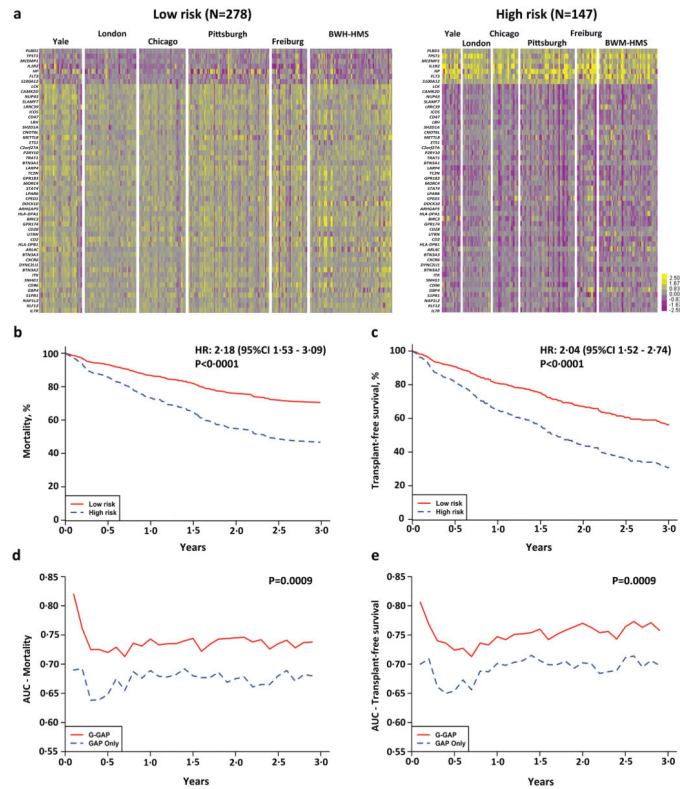 a
Low risk (N=278)
High risk (N=147)
Yale
London
Chicago
Pittsburgh
Freiburg
BWH-HMS
Yale
London
Chicago
Pittsburgh
Freiburg
BWM-HMS
PLBD1
TPST1
MCEMP1
IL1R2
HP
FLT3
S100A12
LCK
CAMK2D
NUP43
SLAMF7
LRRC39
ICOS
CD47
LBH
SH2D1A
CNOT6L
METTL8
ETS1
C2orf27A
P2RY10
TRAT1
BTN3A1
LARP4
TC2N
GPR183
MORC4
STAT4
LPAR6
CPED1
DOCK10
ARHGAP5
HLA-DPA1
BIRC3
GPR174
CD28
UTRN
CD2
HLA-DPB1
ARL4C
BTN3A3
CXCR6
DYNC2LI1
BTN3A2
ITK
SNHG1
CD96
GBP4
S1PR1
NAP1L2
KLF12
IL7R
2.50
1.67
0.83
0.00
b
HR: 2·18 (95%CI 1·53 - 3·09)
P<0·0001
Mortality, %
100
80
60
40
20
0
Low risk
High risk
0·0 0·5 1·0 1·5 2·0 2·5 3·0
Years
c
HR: 2·04 (95%CI 1·52 - 2·74)
P<0·0001
Transplant-free survival, %
100
80
60
40
20
0
Low risk
High risk
0·0 0·5 1·0 1·5 2·0 2·5 3·0
Years
d
P=0.0009
AUC - Mortality
0·85
0·80
0·75
0·70
0·65
0·60
0·55
G-GAP
GAP Only
0·0 0·5 1·0 1·5 2·0 2·5 3·0
Years
e
P=0.0009
AUC - Transplant-free survival
0·85
0·80
0·75
0·70
0·65
0·60
0·55
G-GAP
GAP Only
0·0 0·5 1·0 1·5 2·0 2·5 3·0
Years